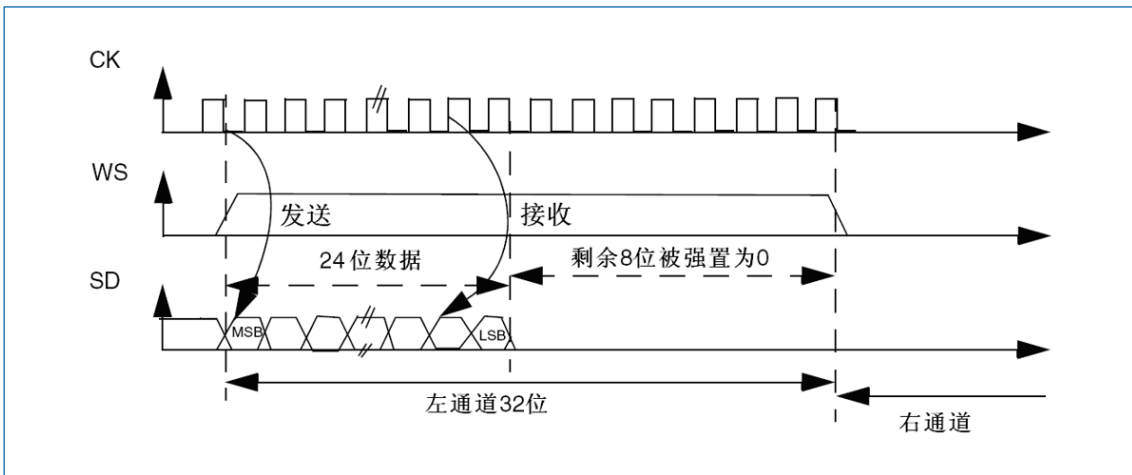 CK
WS
发送
接收
24位数据
剩余8位被强置为0
SD
MSB
LSB
左通道32位
右通道